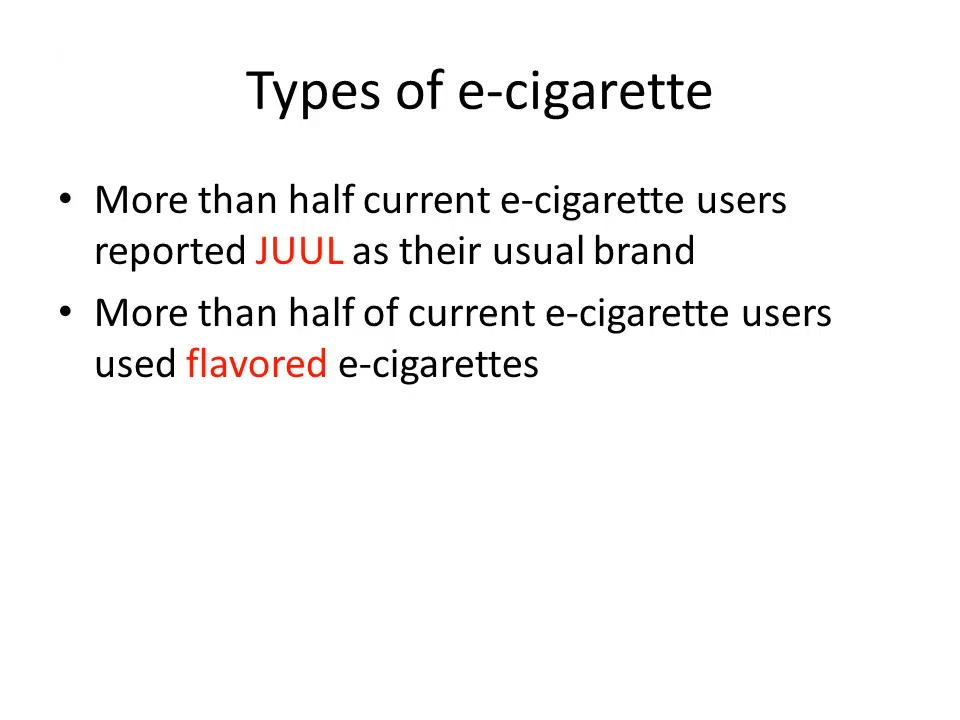 Types of e-cigarette
• More than half current e-cigarette users
reported JUUL as their usual brand
• More than half of current e-cigarette users
used flavored e-cigarettes